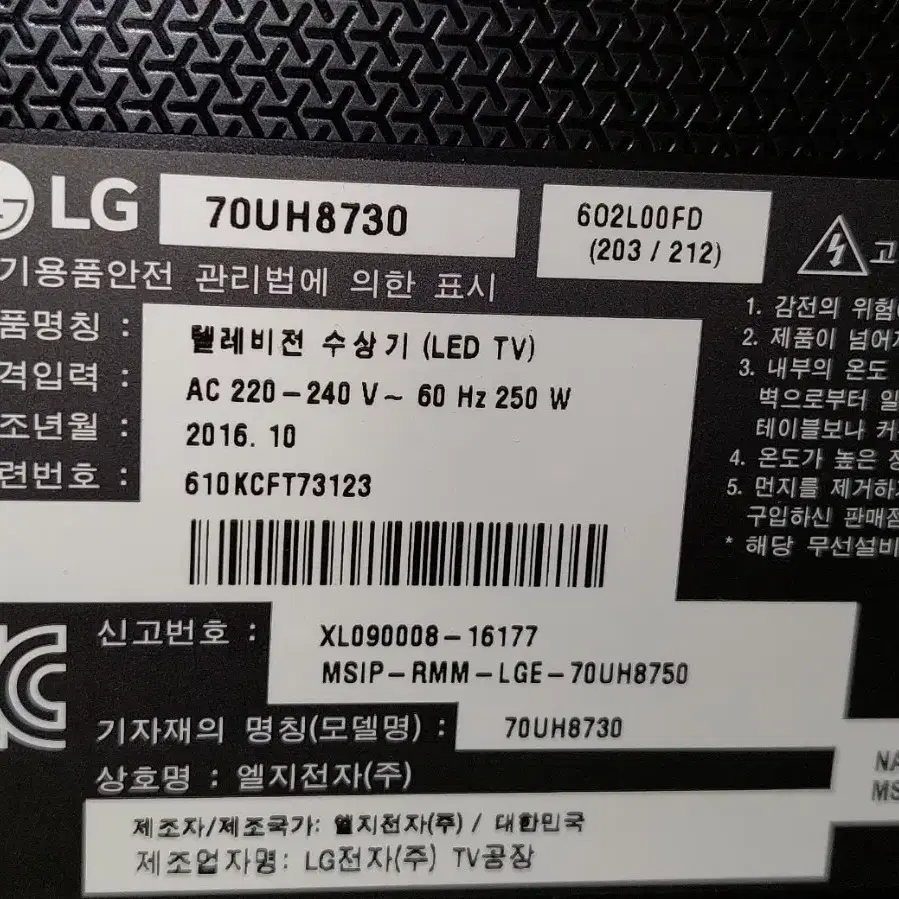 LG 70UH8730 602L00FD
(203 / 212)
기용품안전 관리법에 의한 표시
품명칭 : 텔레비전 수상기 (LED TV)
격입력 : AC 220-240 V~ 60 Hz 250 W
조년월 : 2016. 10
련번호 : 610KCFT73123
고
1. 감전의 위험
2. 제품이 넘어
3. 내부의 온도
벽으로부터 일
테이블보나 커
4. 온도가 높은
5. 먼지를 제거하
구입하신 판매점
* 해당 무선설비
신고번호 : XL090008-16177
MSIP-RMM-LGE-70UH8750
기자재의 명칭(모델명) : 70UH8730
상호명 : 엘지전자(주)
제조자/제조국가: 엘지전자(주) / 대한민국
제조업자명: LG전자(주) TV공장
NA
MS